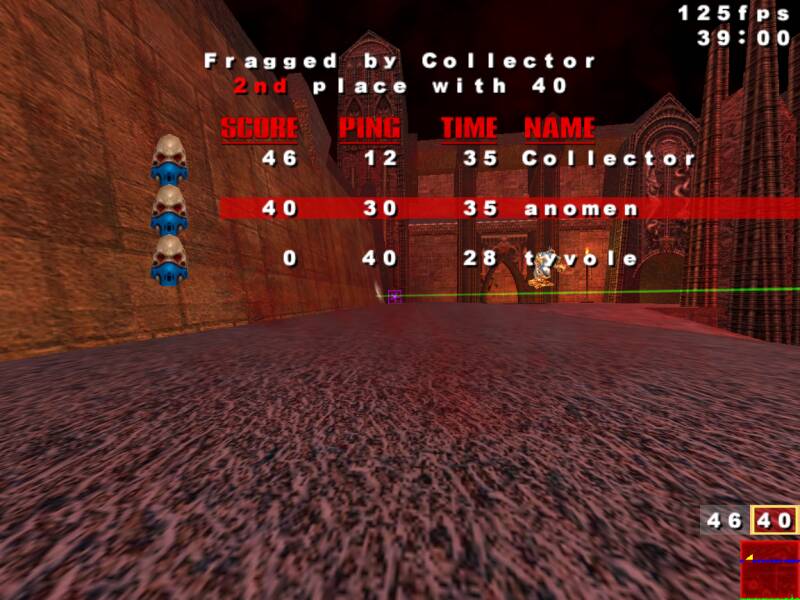 125fps
39:00
Fragged by Collector
2nd place with 40
SCORE PING TIME NAME
46 12 35 Collector
40 30 35 anomen
0 40 28 tyvole
46 40